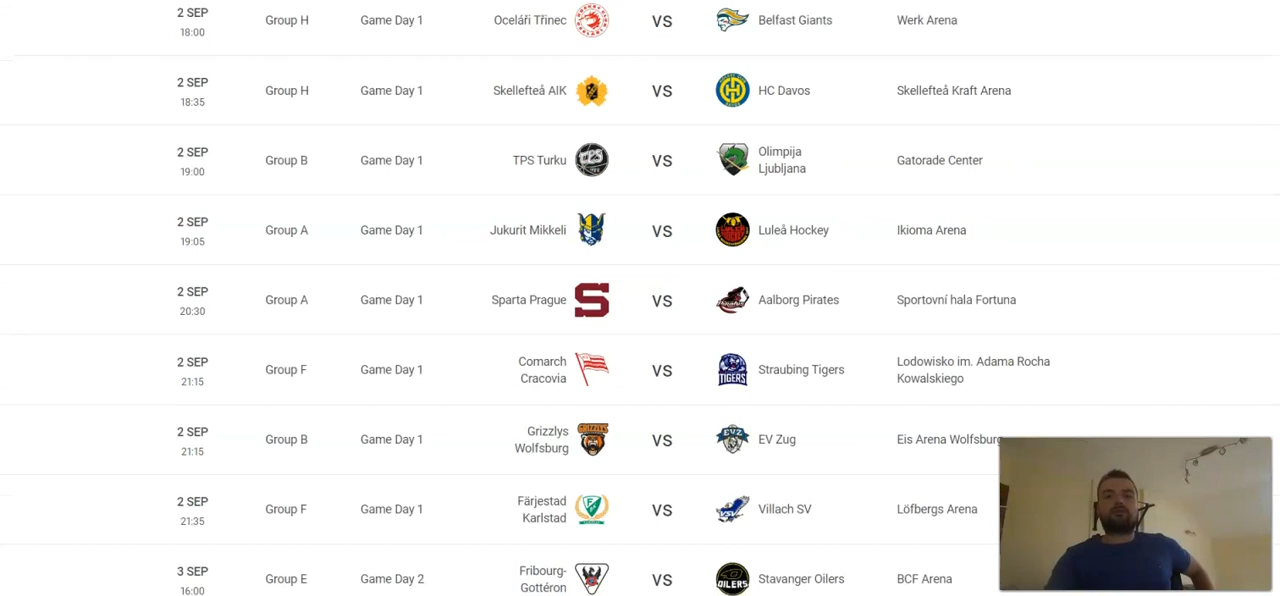 2 SEP
18:00
Group H
Game Day 1
Oceláři Třinec
VS
Belfast Giants
Werk Arena
2 SEP
18:35
Group H
Game Day 1
Skellefteå AIK
VS
HC Davos
Skellefteå Kraft Arena
2 SEP
19:00
Group B
Game Day 1
TPS Turku
TPS
VS
Olimpija
Ljubljana
Gatorade Center
2 SEP
19:05
Group A
Game Day 1
Jukurit Mikkeli
VS
Luleå Hockey
Ikioma Arena
2 SEP
20:30
Group A
Game Day 1
Sparta Prague
S
VS
Aalborg Pirates
Sportovní hala Fortuna
2 SEP
21:15
Group F
Game Day 1
Comarch
Cracovia
VS
TIGERS
Straubing Tigers
Lodowisko im. Adama Rocha
Kowalskiego
2 SEP
21:15
Group B
Game Day 1
Grizzlys
Wolfsburg
GRIZZLYS
VS
EVZ
EV Zug
Eis Arena Wolfsburg
2 SEP
21:35
Group F
Game Day 1
Färjestad
Karlstad
VS
VSV
Villach SV
Löfbergs Arena
3 SEP
16:00
Group E
Game Day 2
Fribourg-
Gottéron
VS
OILERS
Stavanger Oilers
BCF Arena